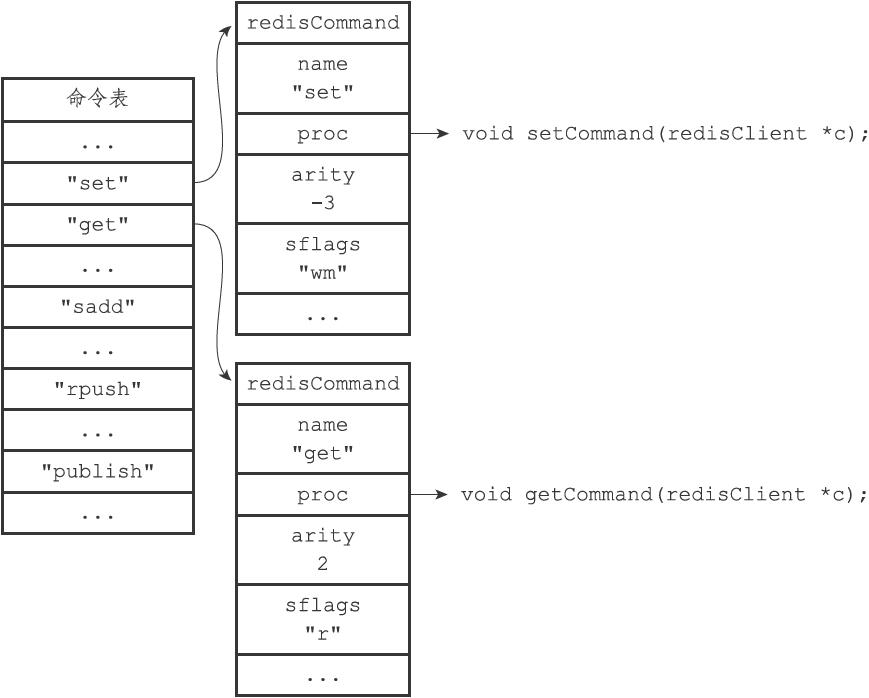 命令表
...
"set"
"get"
...
"sadd"
...
"rpush"
...
"publish"
...
redisCommand
name
"set"
proc
arity
-3
sflags
"wm"
...
void setCommand(redisClient *c);
redisCommand
name
"get"
proc
arity
2
sflags
"r"
...
void getCommand(redisClient *c);